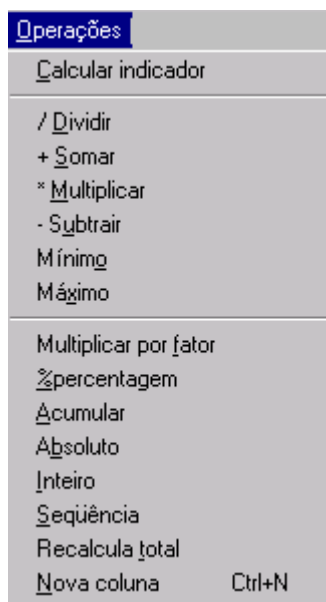 Operações
Calcular indicador
/ Dividir
+ Somar
* Multiplicar
- Subtrair
Mínimo
Máximo
Multiplicar por fator
%percentagem
Acumular
Absoluto
Inteiro
Seqüência
Recalcula total
Nova coluna Ctrl+N